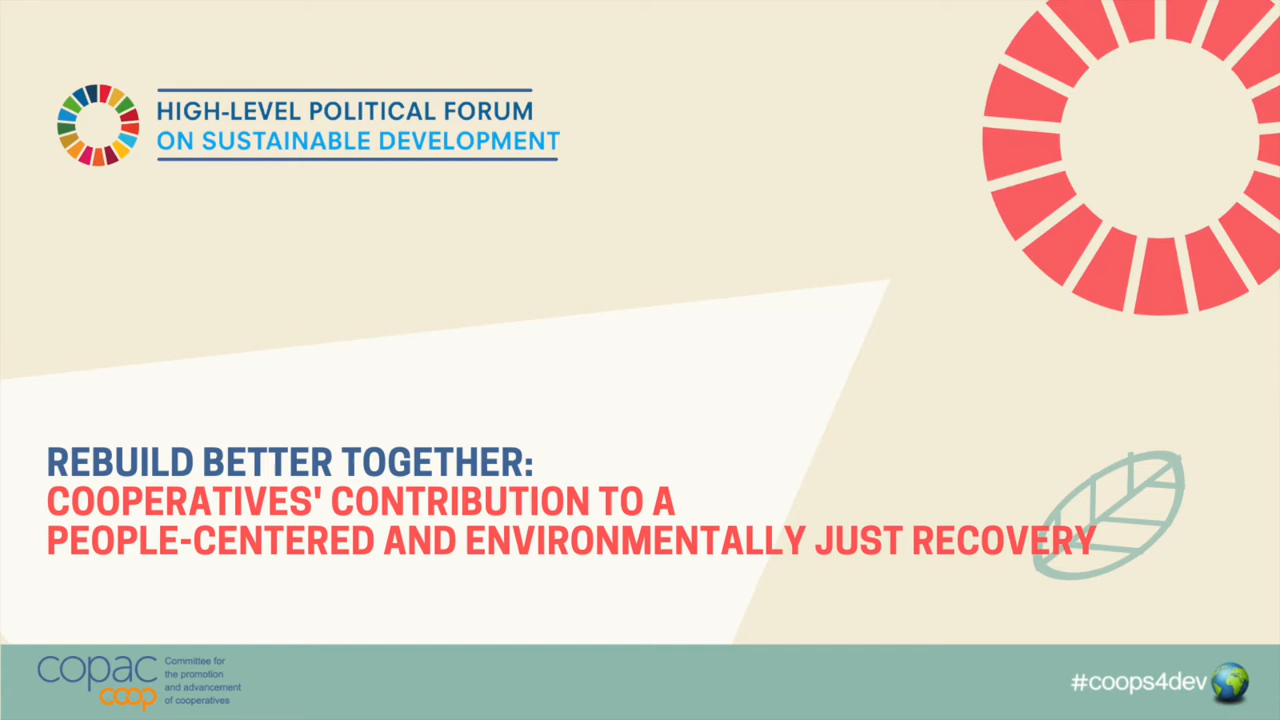 HIGH-LEVEL POLITICAL FORUM
ON SUSTAINABLE DEVELOPMENT
REBUILD BETTER TOGETHER:
COOPERATIVES' CONTRIBUTION TO A
PEOPLE-CENTERED AND ENVIRONMENTALLY JUST RECOVERY
copac
coop
Committee for
the promotion
and advancement
of cooperatives
#coops4dev